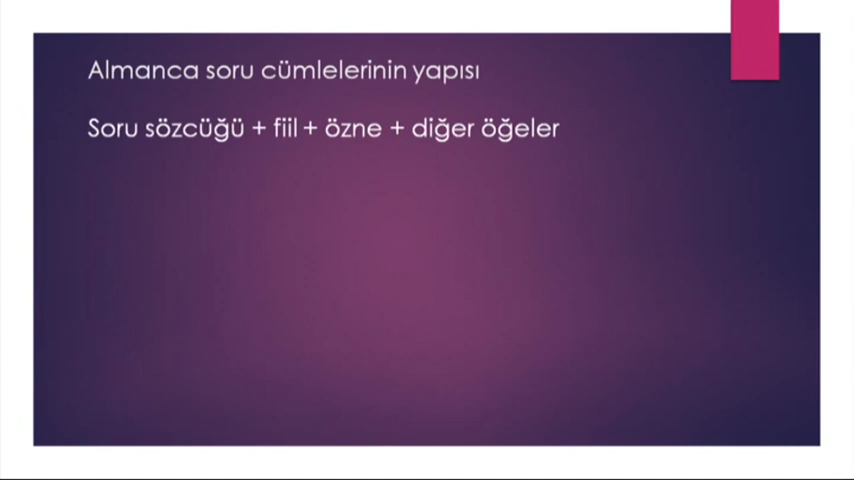 Almanca soru cümlelerinin yapısı
Soru sözcüğü + fiil + özne + diğer öğeler